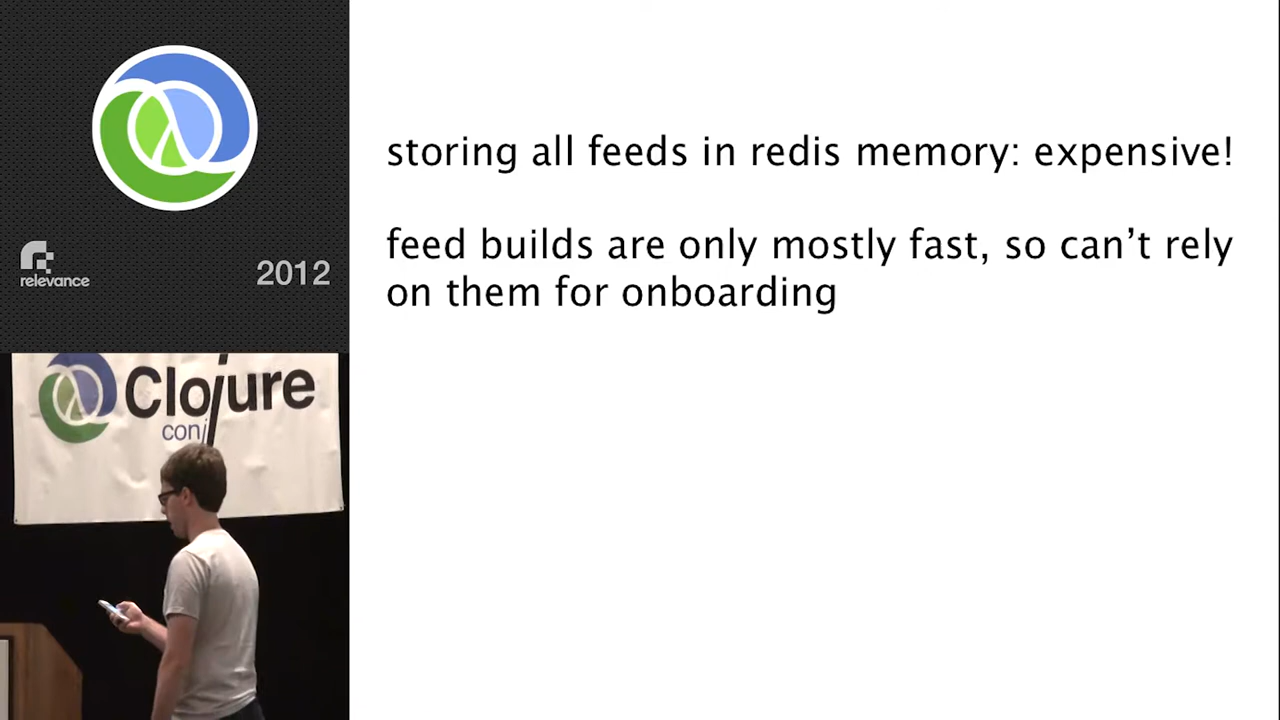 storing all feeds in redis memory: expensive!
feed builds are only mostly fast, so can’t rely
on them for onboarding
relevance
2012
Clojure
conj